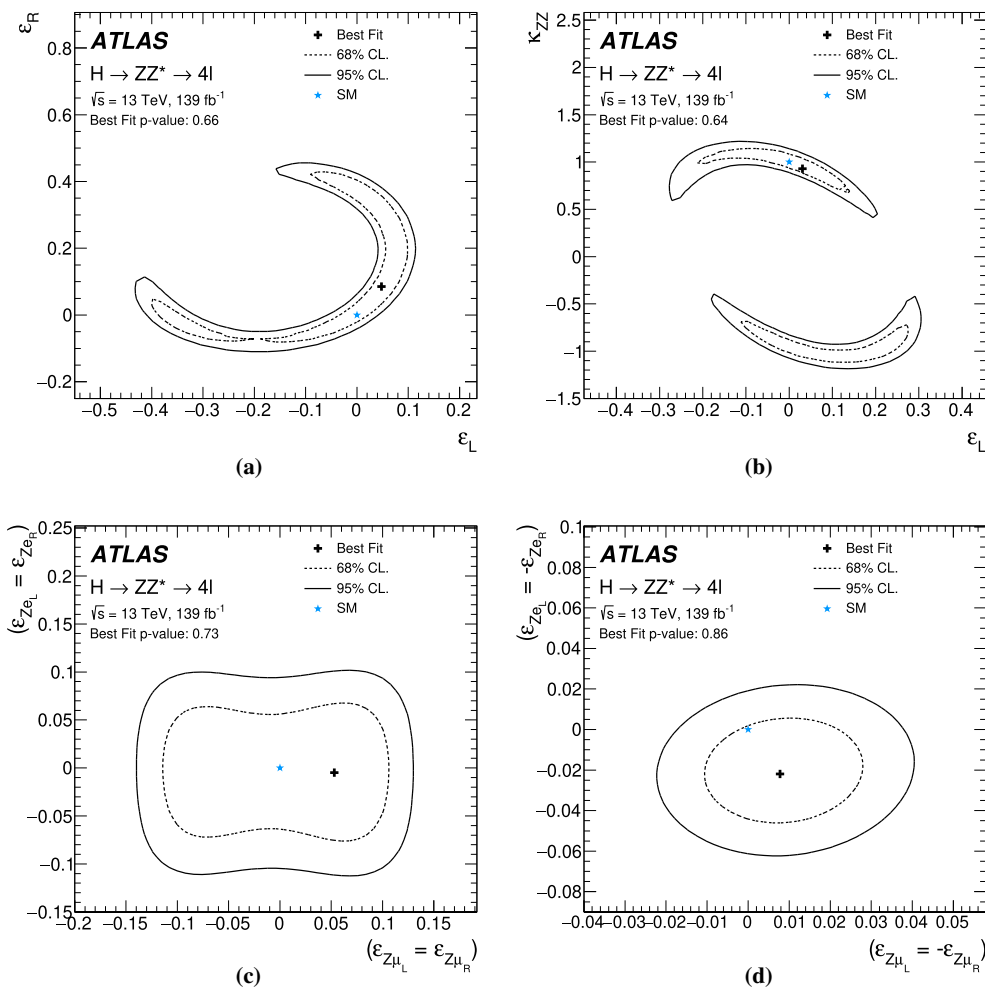 ε_R
ATLAS
H → ZZ* → 4l
√s = 13 TeV, 139 fb⁻¹
Best Fit p-value: 0.66
Best Fit
68% CL.
95% CL.
SM
0.8
0.6
0.4
0.2
0
−0.2
−0.5 −0.4 −0.3 −0.2 −0.1 0 0.1 0.2
ε_L
(a)
κ_ZZ
ATLAS
H → ZZ* → 4l
√s = 13 TeV, 139 fb⁻¹
Best Fit p-value: 0.64
Best Fit
68% CL.
95% CL.
SM
2.5
2
1.5
1
0.5
0
−0.5
−1
−1.5
−0.4 −0.3 −0.2 −0.1 0 0.1 0.2 0.3 0.4
ε_L
(b)
(ε_Ze_L = ε_Ze_R)
ATLAS
H → ZZ* → 4l
√s = 13 TeV, 139 fb⁻¹
Best Fit p-value: 0.73
Best Fit
68% CL.
95% CL.
SM
0.25
0.2
0.15
0.1
0.05
0
−0.05
−0.1
−0.15
−0.2 −0.15 −0.1 −0.05 0 0.05 0.1 0.15
(ε_Zμ_L = ε_Zμ_R)
(c)
(ε_Ze_L = -ε_Ze_R)
ATLAS
H → ZZ* → 4l
√s = 13 TeV, 139 fb⁻¹
Best Fit p-value: 0.86
Best Fit
68% CL.
95% CL.
SM
0.1
0.08
0.06
0.04
0.02
0
−0.02
−0.04
−0.06
−0.08
−0.04 −0.03 −0.02 −0.01 0 0.01 0.02 0.03 0.04 0.05
(ε_Zμ_L = -ε_Zμ_R)
(d)